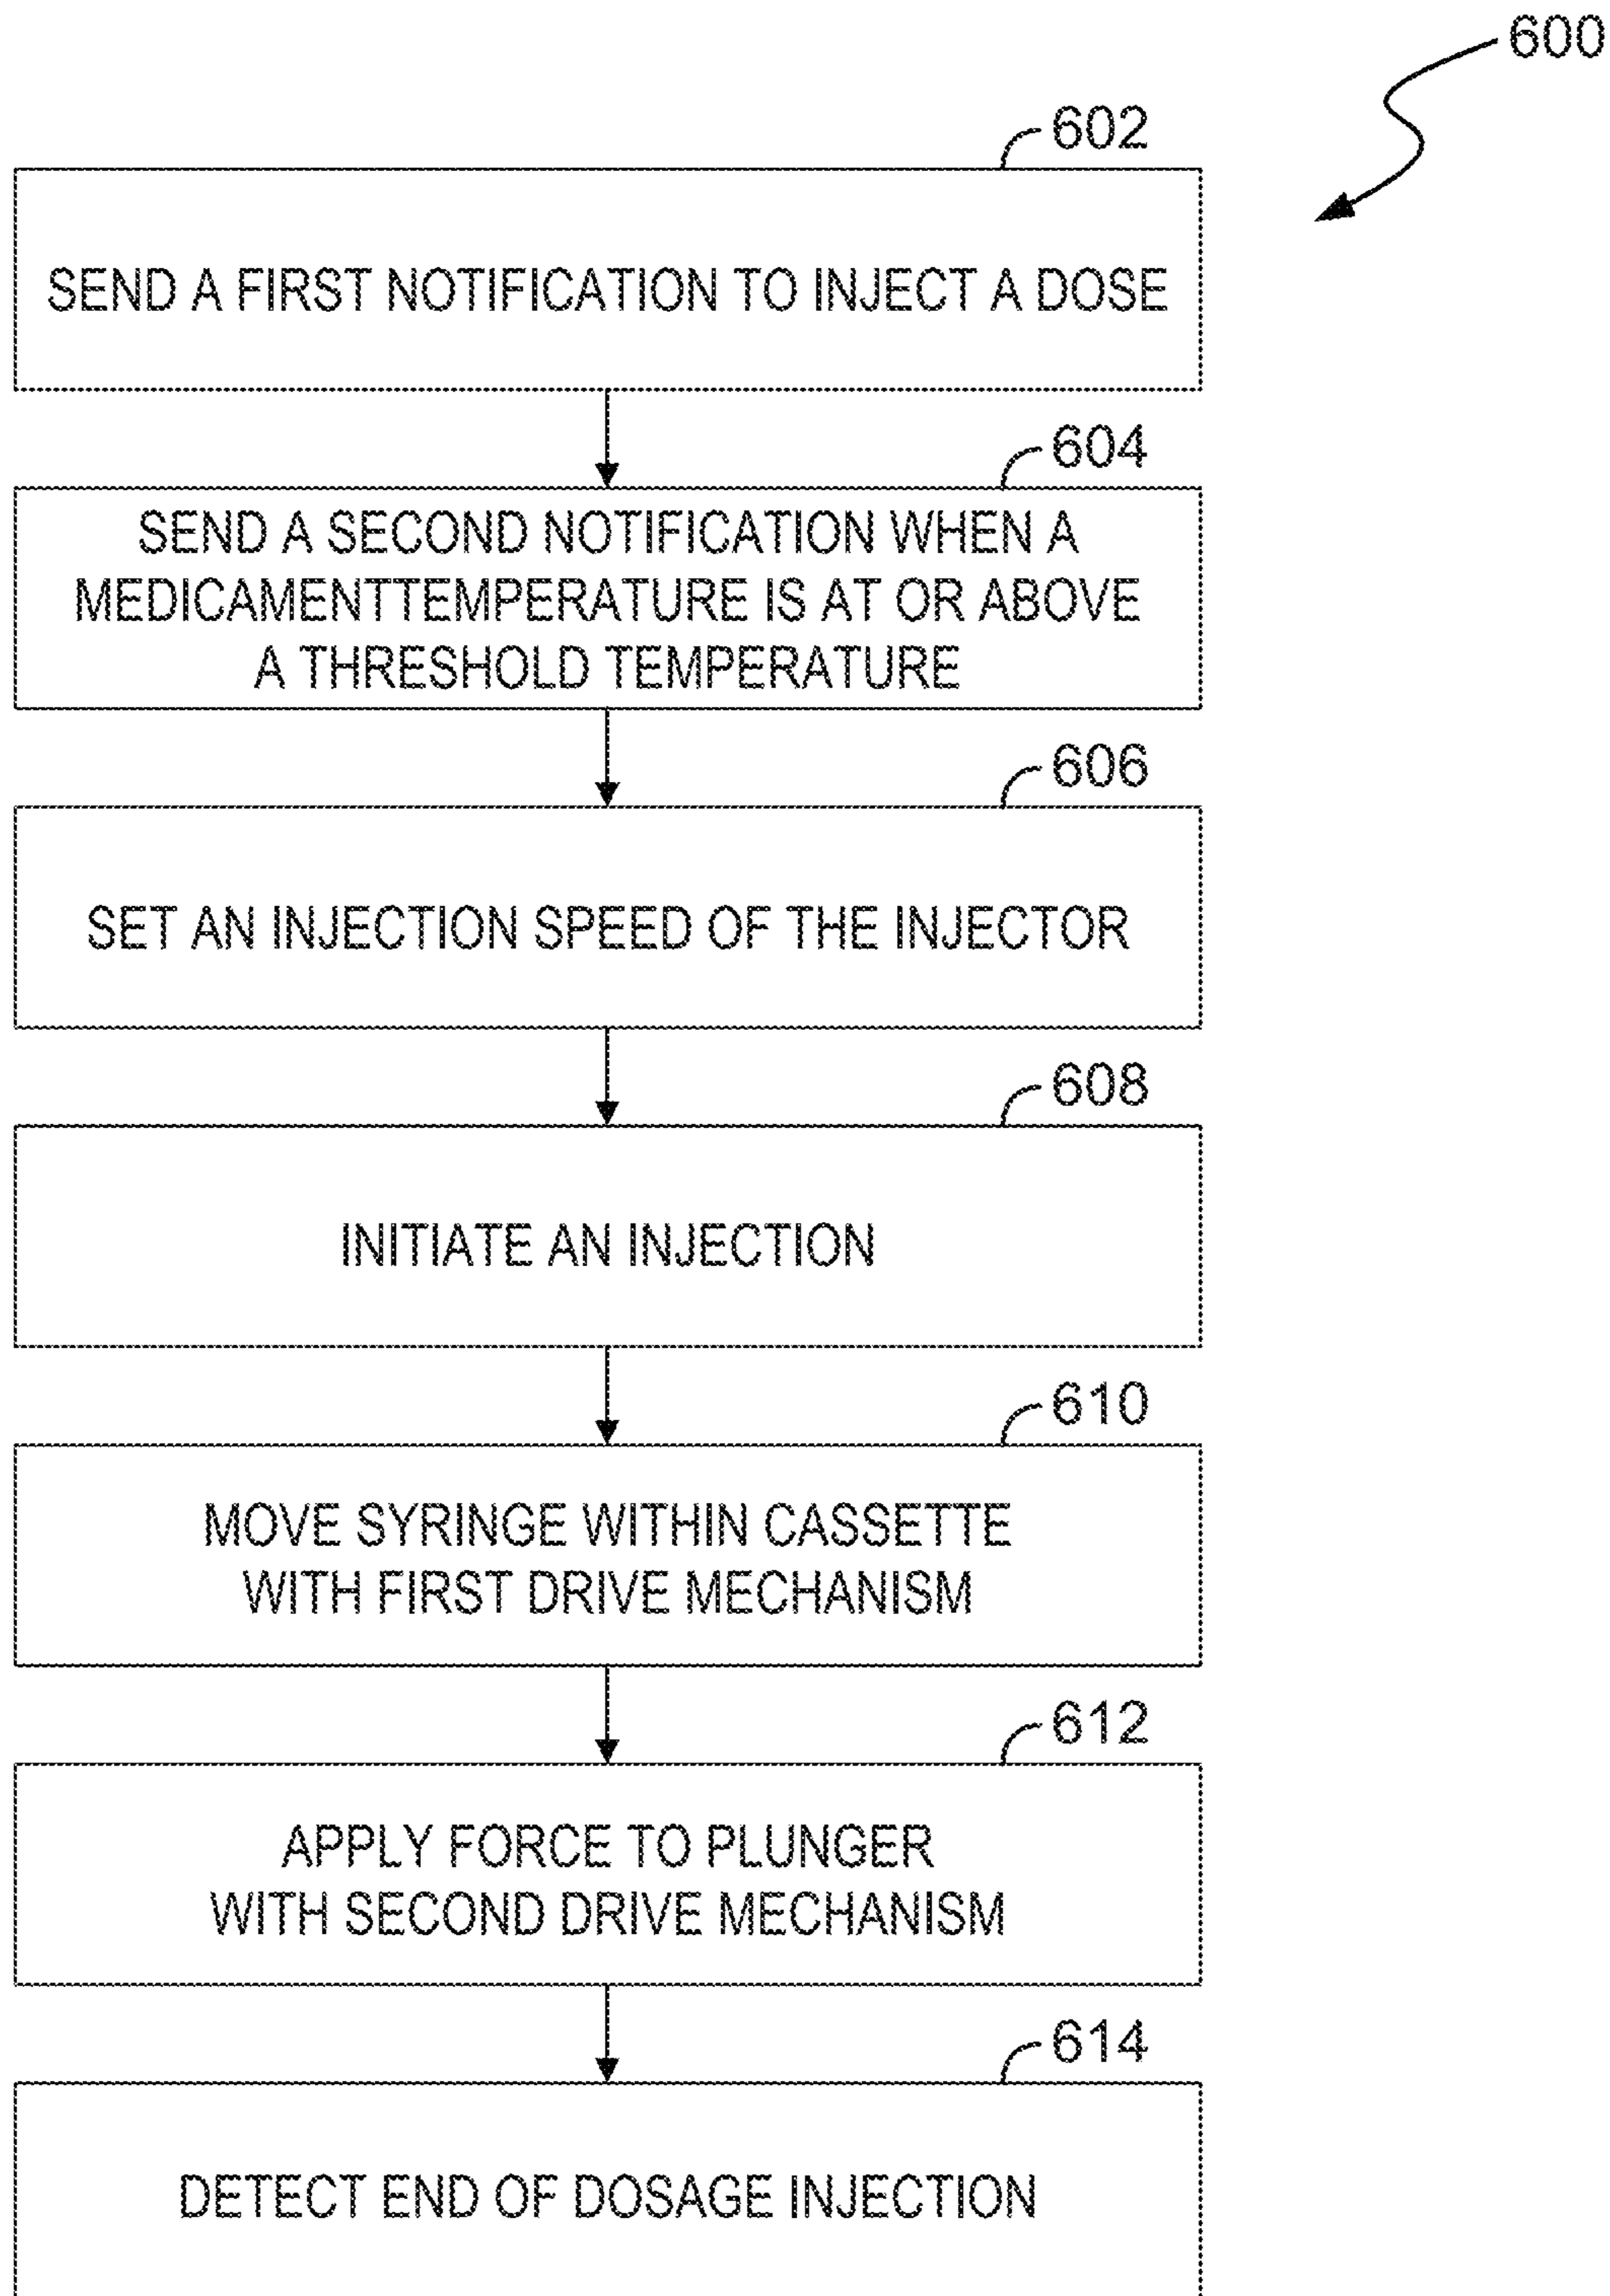 600
602
SEND A FIRST NOTIFICATION TO INJECT A DOSE
604
SEND A SECOND NOTIFICATION WHEN A
MEDICAMENTTEMPERATURE IS AT OR ABOVE
A THRESHOLD TEMPERATURE
606
SET AN INJECTION SPEED OF THE INJECTOR
608
INITIATE AN INJECTION
610
MOVE SYRINGE WITHIN CASSETTE
WITH FIRST DRIVE MECHANISM
612
APPLY FORCE TO PLUNGER
WITH SECOND DRIVE MECHANISM
614
DETECT END OF DOSAGE INJECTION